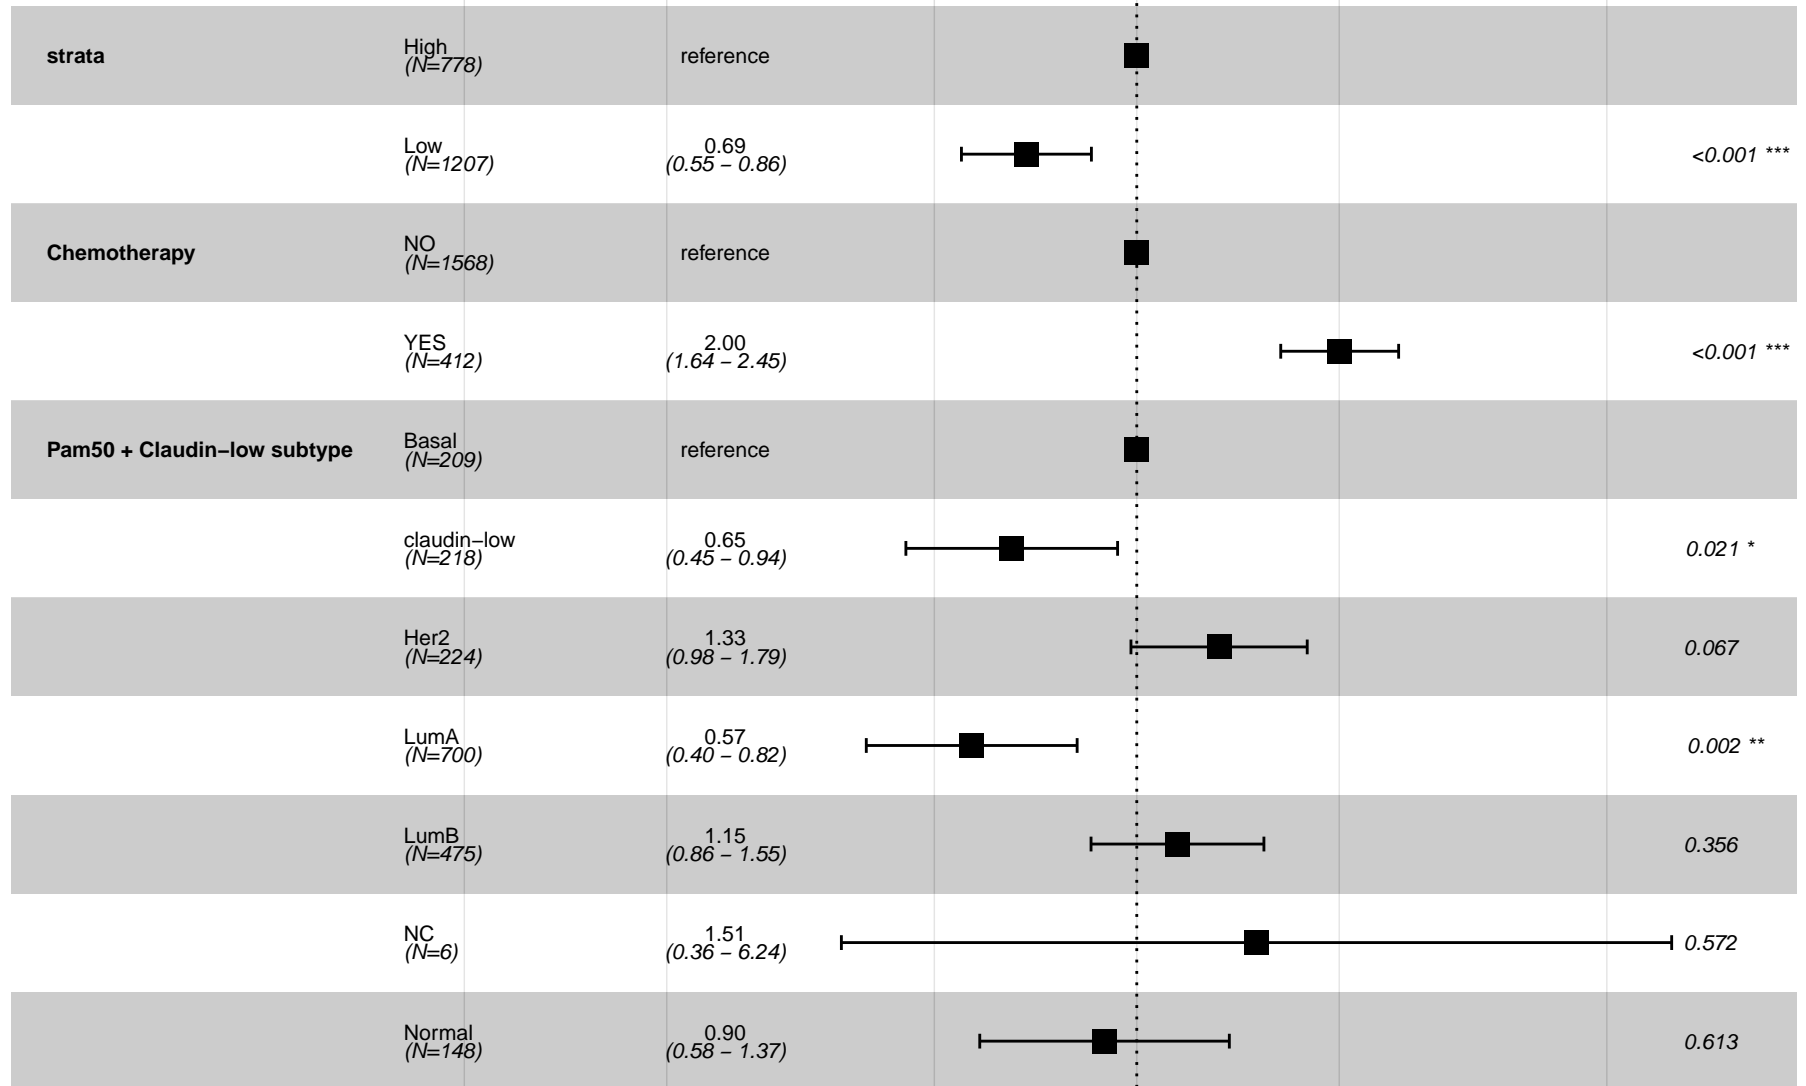 strata High reference
(N=778)
Low 0.69 <0.001 ***
(N=1207) (0.55 – 0.86)
Chemotherapy NO reference
(N=1568)
YES 2.00 <0.001 ***
(N=412) (1.64 – 2.45)
Pam50 + Claudin–low subtype Basal reference
(N=209)
claudin–low 0.65 0.021 *
(N=218) (0.45 – 0.94)
Her2 1.33 0.067
(N=224) (0.98 – 1.79)
LumA 0.57 0.002 **
(N=700) (0.40 – 0.82)
LumB 1.15 0.356
(N=475) (0.86 – 1.55)
NC 1.51 0.572
(N=6) (0.36 – 6.24)
Normal 0.90 0.613
(N=148) (0.58 – 1.37)